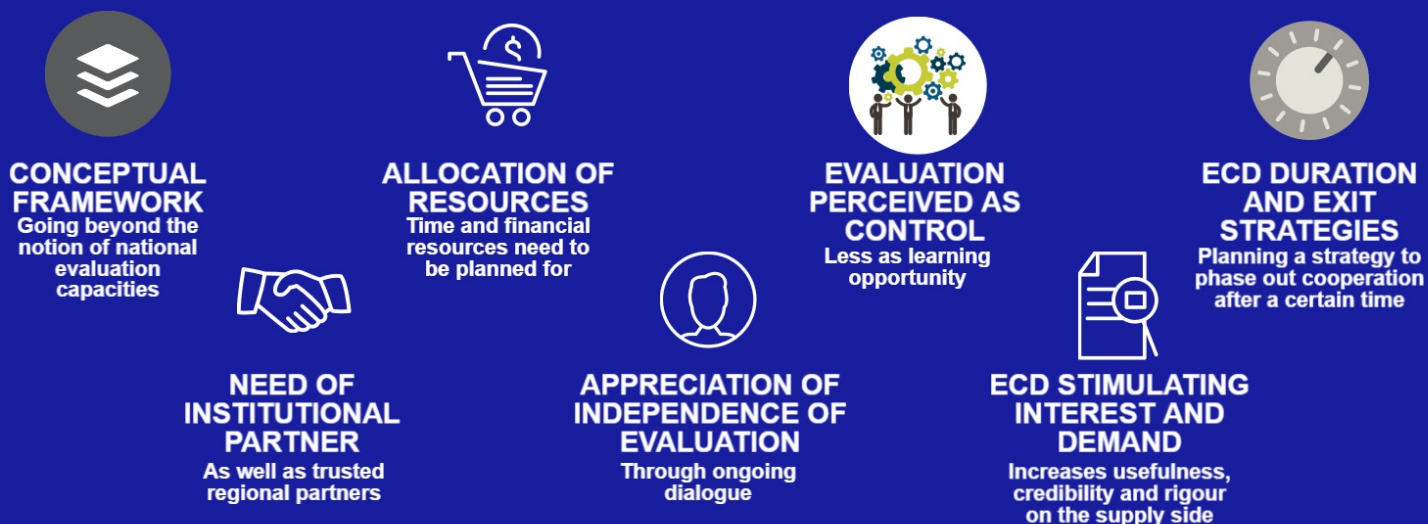 CONCEPTUAL
FRAMEWORK
Going beyond the
notion of national
evaluation
capacities
NEED OF
INSTITUTIONAL
PARTNER
As well as trusted
regional partners
ALLOCATION OF
RESOURCES
Time and financial
resources need to
be planned for
APPRECIATION OF
INDEPENDENCE OF
EVALUATION
Through ongoing
dialogue
EVALUATION
PERCEIVED AS
CONTROL
Less as learning
opportunity
ECD STIMULATING
INTEREST AND
DEMAND
Increases usefulness,
credibility and rigour
on the supply side
ECD DURATION
AND EXIT
STRATEGIES
Planning a strategy to
phase out cooperation
after a certain time